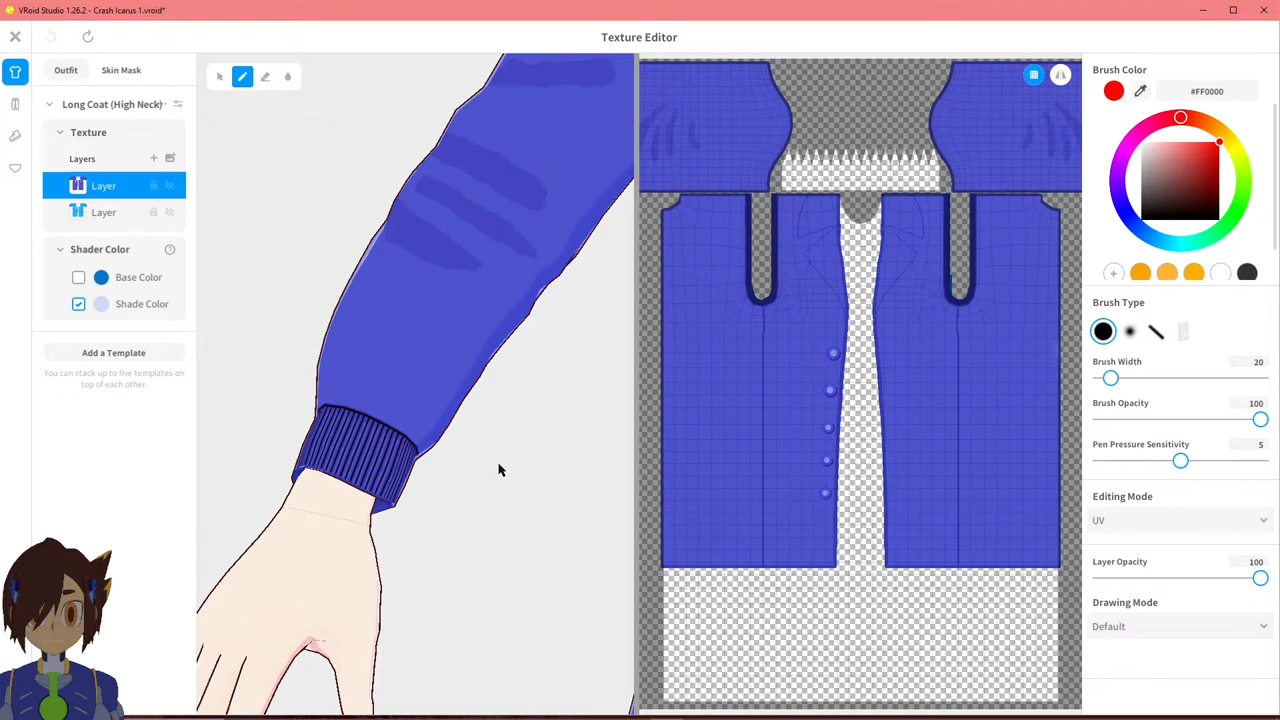 VRoid Studio 1.26.2 - Crash Icarus 1.vroid*
Texture Editor
Outfit
Skin Mask
Long Coat (High Neck)
Texture
Layers
Layer
Layer
Shader Color
Base Color
Shade Color
Add a Template
You can stack up to five templates on
top of each other.
Brush Color
#FF0000
Brush Type
Brush Width
20
Brush Opacity
100
Pen Pressure Sensitivity
5
Editing Mode
UV
Layer Opacity
100
Drawing Mode
Default